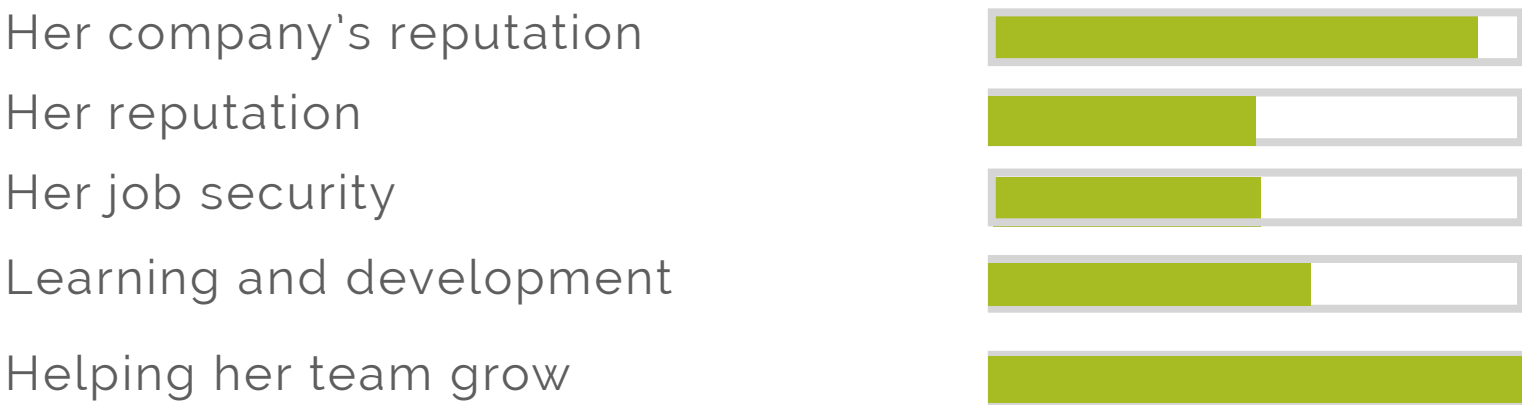 Her company’s reputation
Her reputation
Her job security
Learning and development
Helping her team grow